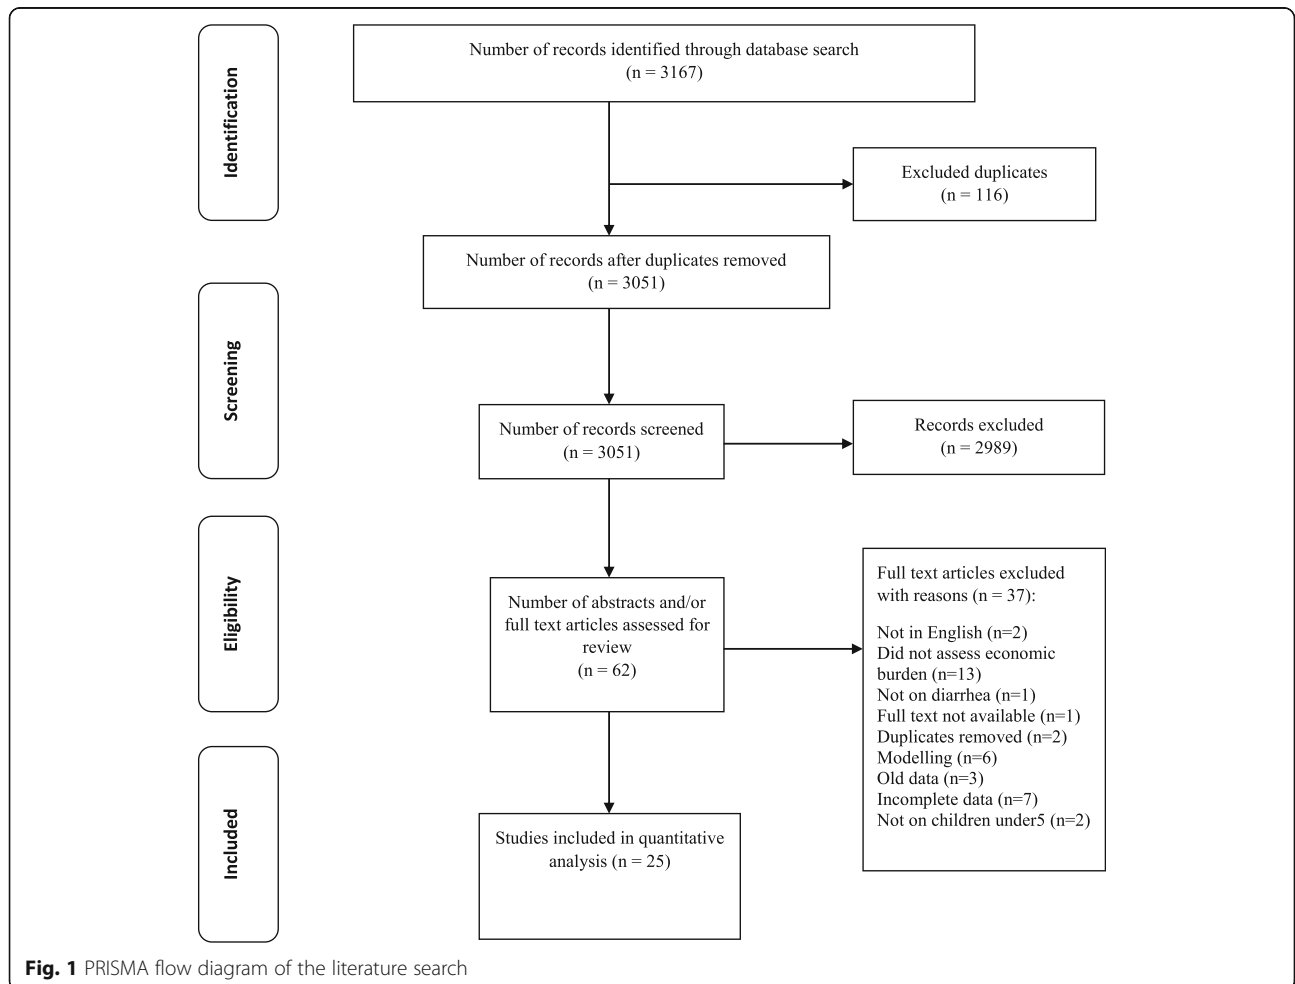 Identification
Number of records identified through database search
(n = 3167)
Excluded duplicates
(n = 116)
Number of records after duplicates removed
(n = 3051)
Screening
Number of records screened
(n = 3051)
Records excluded
(n = 2989)
Eligibility
Number of abstracts and/or
full text articles assessed for
review
(n = 62)
Full text articles excluded
with reasons (n = 37):
Not in English (n=2)
Did not assess economic
burden (n=13)
Not on diarrhea (n=1)
Full text not available (n=1)
Duplicates removed (n=2)
Modelling (n=6)
Old data (n=3)
Incomplete data (n=7)
Not on children under5 (n=2)
Included
Studies included in quantitative
analysis (n = 25)
Fig. 1 PRISMA flow diagram of the literature search